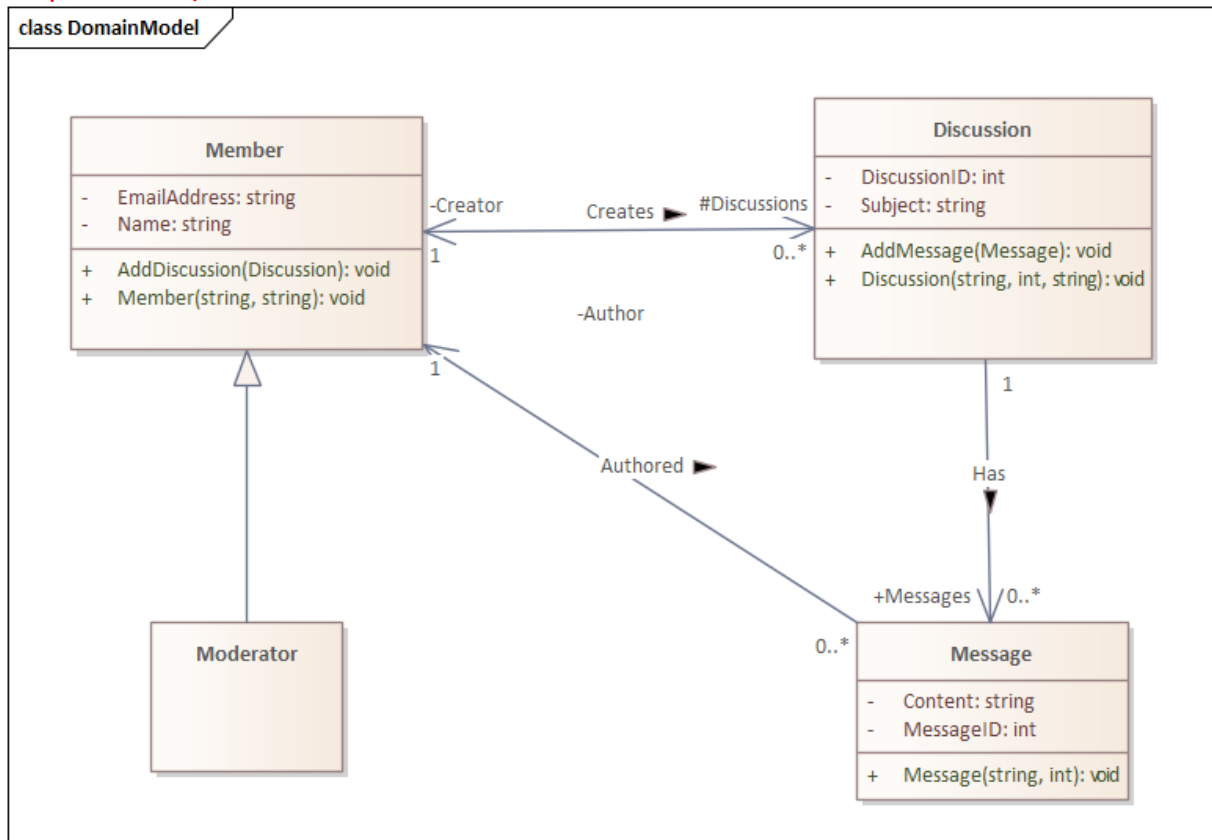 class DomainModel
Member
- EmailAddress: string
- Name: string
+ AddDiscussion(Discussion): void
+ Member(string, string): void
Discussion
- DiscussionID: int
- Subject: string
+ AddMessage(Message): void
+ Discussion(string, int, string): void
-Creator
Creates
#Discussions
1
0..*
-Author
1
1
Authored
Has
+Messages
0..*
0..*
Moderator
Message
- Content: string
- MessageID: int
+ Message(string, int): void